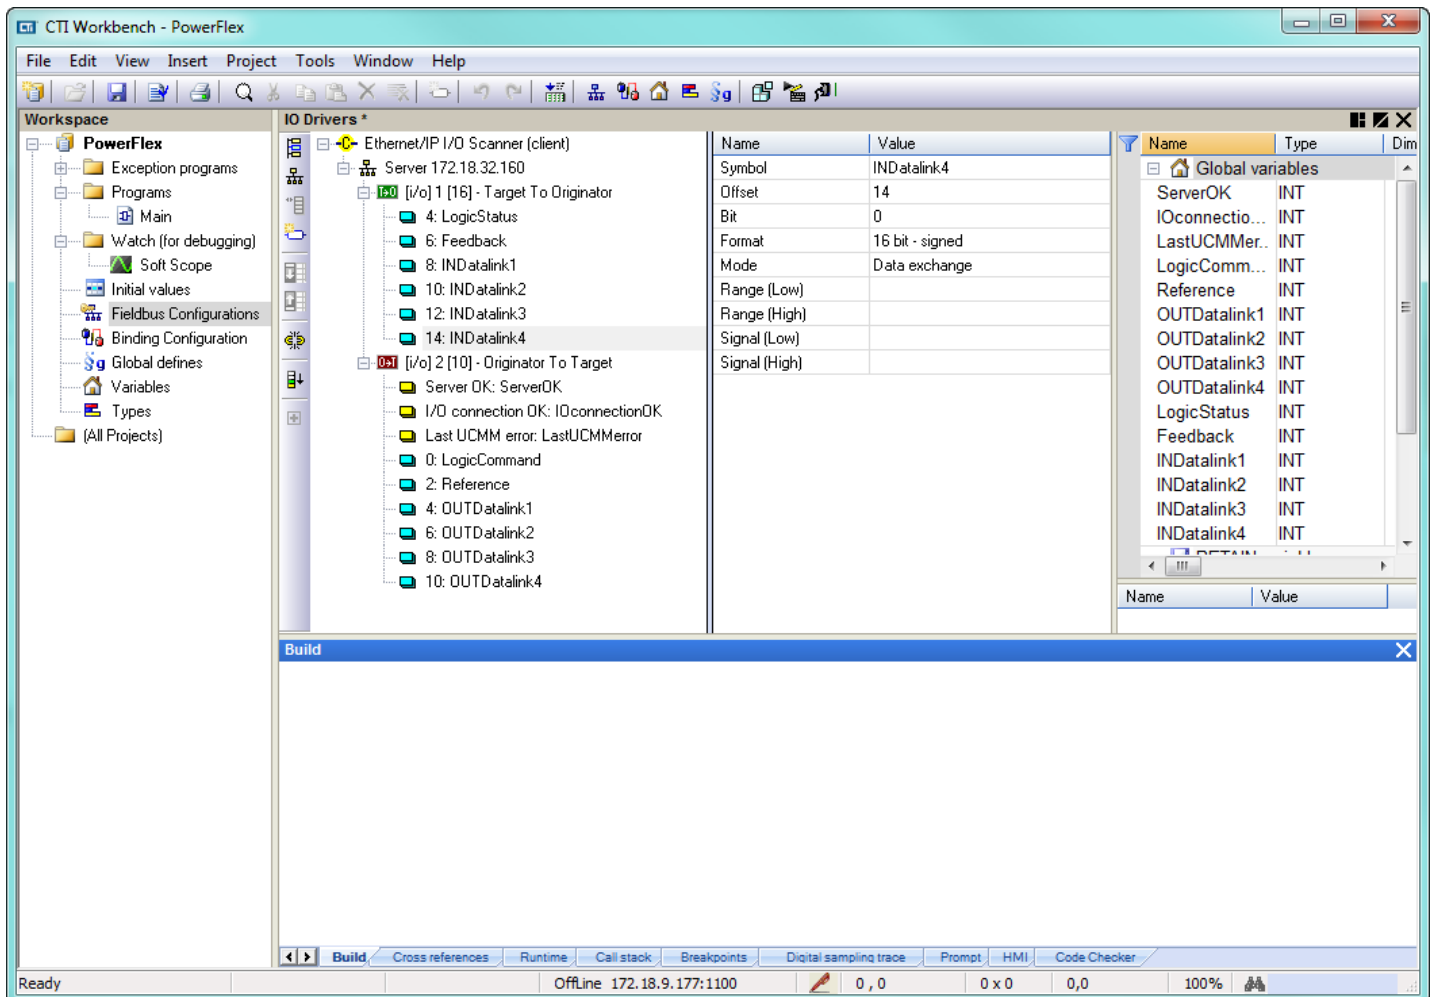 CTI CTI Workbench - PowerFlex
File Edit View Insert Project Tools Window Help
Workspace
PowerFlex
Exception programs
Programs
Main
Watch (for debugging)
Soft Scope
Initial values
Fieldbus Configurations
Binding Configuration
Global defines
Variables
Types
(All Projects)
IO Drivers *
Ethernet/IP I/O Scanner (client)
Server 172.18.32.160
T>O [i/o] 1 [16] - Target To Originator
4: LogicStatus
6: Feedback
8: INDatalink1
10: INDatalink2
12: INDatalink3
14: INDatalink4
O>T [i/o] 2 [10] - Originator To Target
Server OK: ServerOK
I/O connection OK: IOconnectionOK
Last UCMM error: LastUCMMerror
0: LogicCommand
2: Reference
4: OUTDatalink1
6: OUTDatalink2
8: OUTDatalink3
10: OUTDatalink4
Name Value
Symbol INDatalink4
Offset 14
Bit 0
Format 16 bit - signed
Mode Data exchange
Range (Low)
Range (High)
Signal (Low)
Signal (High)
Name Type Dim
Global variables
ServerOK INT
IOconnectio... INT
LastUCMMer.. INT
LogicComm... INT
Reference INT
OUTDatalink1 INT
OUTDatalink2 INT
OUTDatalink3 INT
OUTDatalink4 INT
LogicStatus INT
Feedback INT
INDatalink1 INT
INDatalink2 INT
INDatalink3 INT
INDatalink4 INT
Name Value
Build
Build Cross references Runtime Call stack Breakpoints Digital sampling trace Prompt HMI Code Checker
Ready OffLine 172.18.9.177:1100 0 , 0 0 x 0 0,0 100%